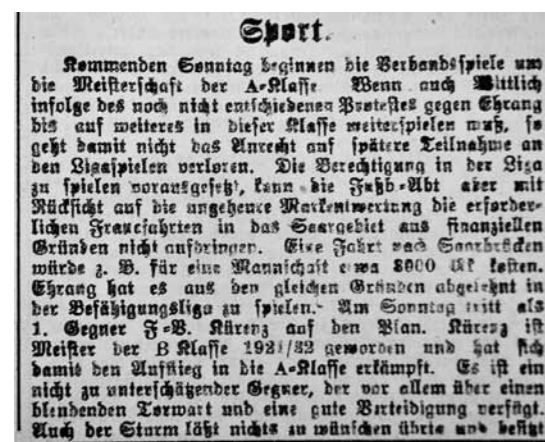 Sport.
Kommenden Sonntag beginnen die Verbandsspiele um
die Meisterschaft der A-Klasse Wenn auch Wittlich
infolge des noch nicht entschiedenen Protestes gegen Ehrang
bis auf weiteres in dieser Klasse weiterspielen muß, so
geht damit nicht das Anrecht auf spätere Teilnahme an
den Ligaspielen verloren. Die Berechtigung in der Liga
zu spielen vorausgesetzt, kann die Fußb-Abt aber mit
Rücksicht auf die ungeheure Markentwertung die erforder-
lichen Francfahrten in das Saargebiet aus finanziellen
Gründen nicht aufbringen. Eine Fahrt nach Saarbrücken
würde z. B. für eine Mannschaft etwa 8000 Mk kosten.
Ehrang hat es aus den gleichen Gründen abgelehnt in
der Befähigungsliga zu spielen. Am Sonntag tritt als
1. Gegner F-V. Kürenz auf den Plan. Kürenz ist
Meister der B Klasse 1921/22 geworden und hat sich
damit den Aufstieg in die A-Klasse erkämpft. Es ist ein
nicht zu unterschätzender Gegner, der vor allem über einen
blendenden Torwart und eine gute Verteidigung verfügt.
Auch der Sturm läßt nichts zu wünschen übrig und besitzt